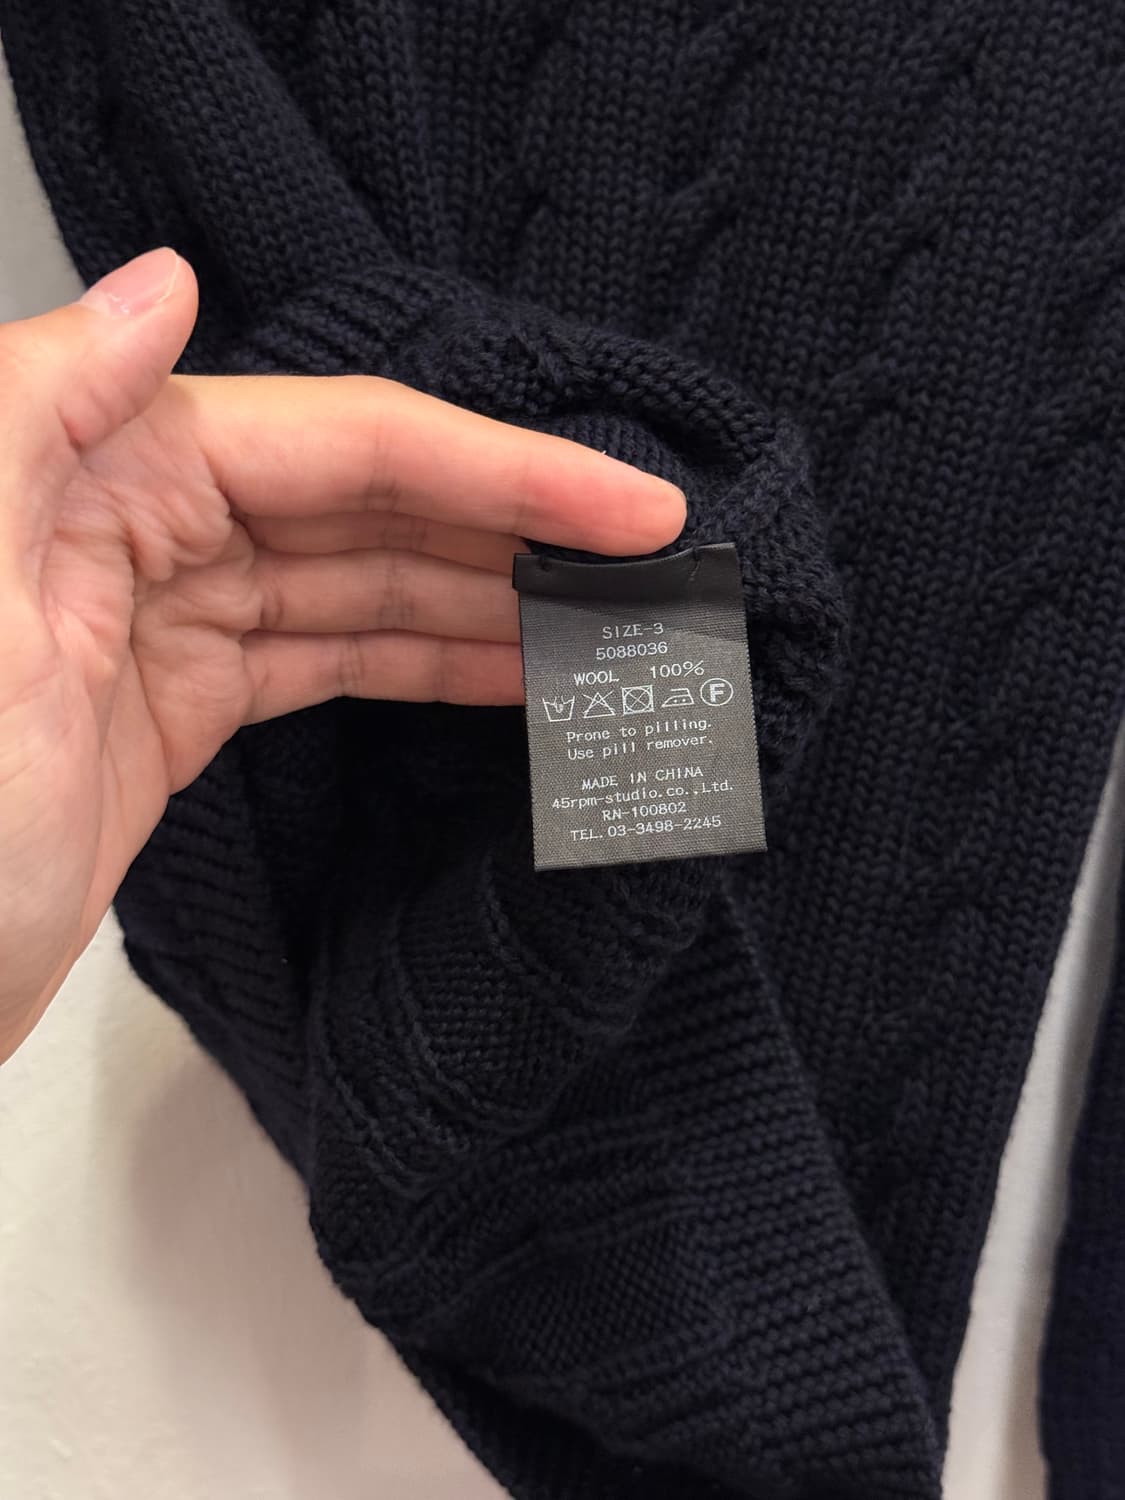 SIZE-3
5088036
WOOL 100%
F
Prone to pilling.
Use pill remover.
MADE IN CHINA
45rpm-studio.co.,Ltd.
RN-100802
TEL. 03-3498-2245